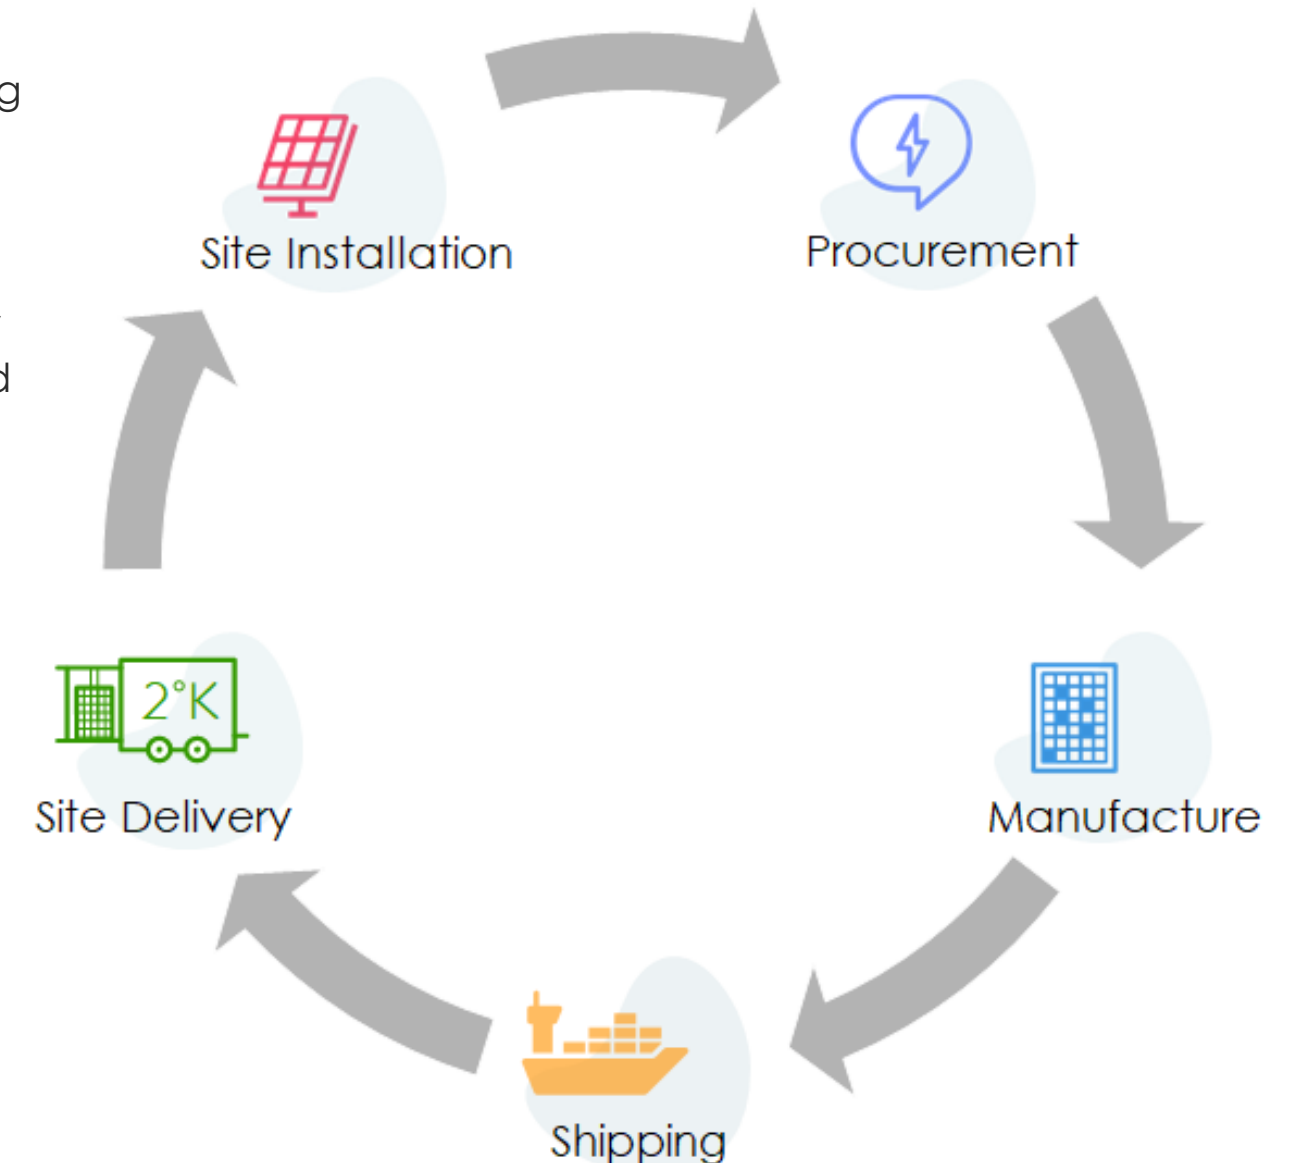 g
d
Site Installation
Procurement
2°K
Site Delivery
Manufacture
Shipping